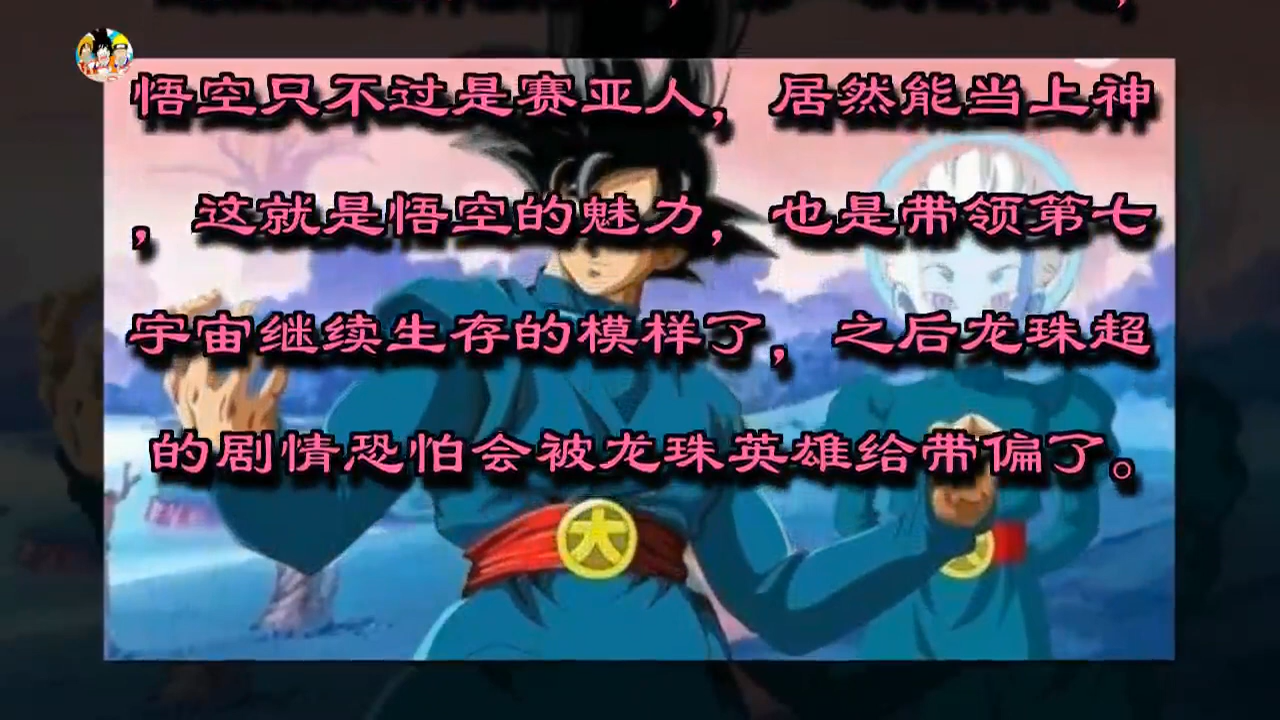 悟空只不过是赛亚人，居然能当上神
，这就是悟空的魅力，也是带领第七
宇宙继续生存的模样了，之后龙珠超
的剧情恐怕会被龙珠英雄给带偏了。
大